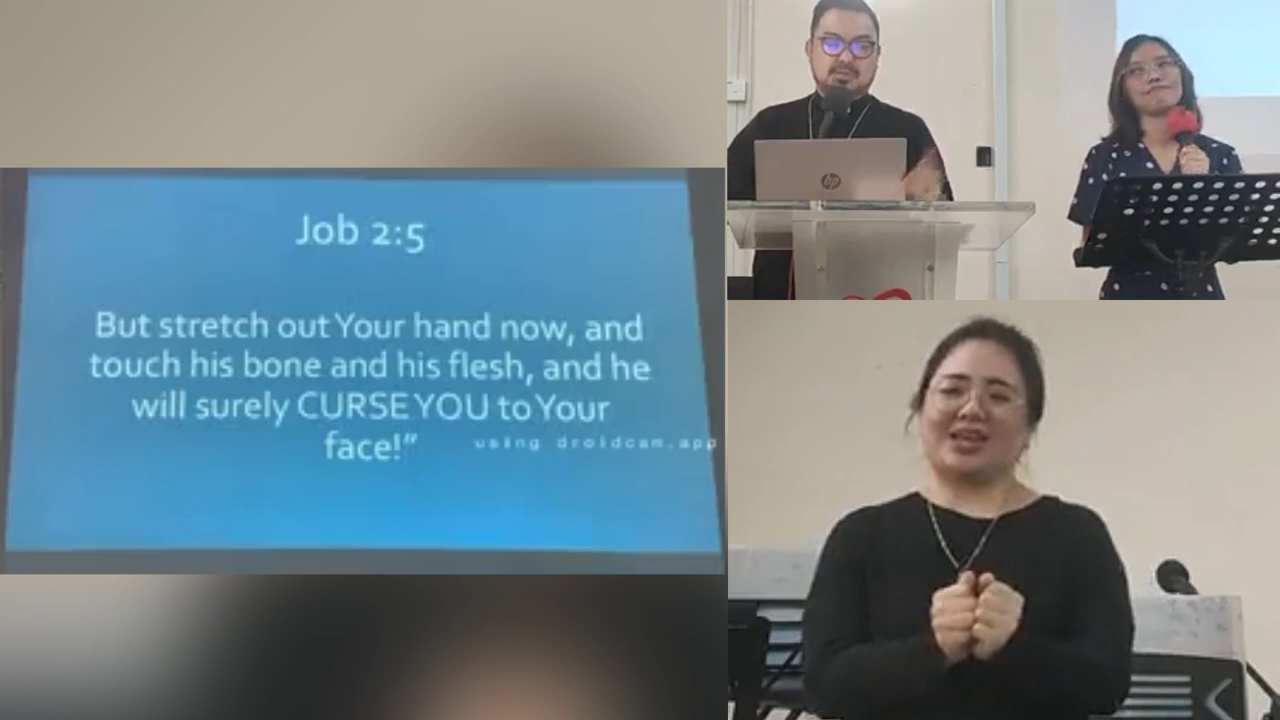 Job 2:5
But stretch out Your hand now, and
touch his bone and his flesh, and he
will surely CURSE YOU to Your
face!”
using droidcam.app
hp